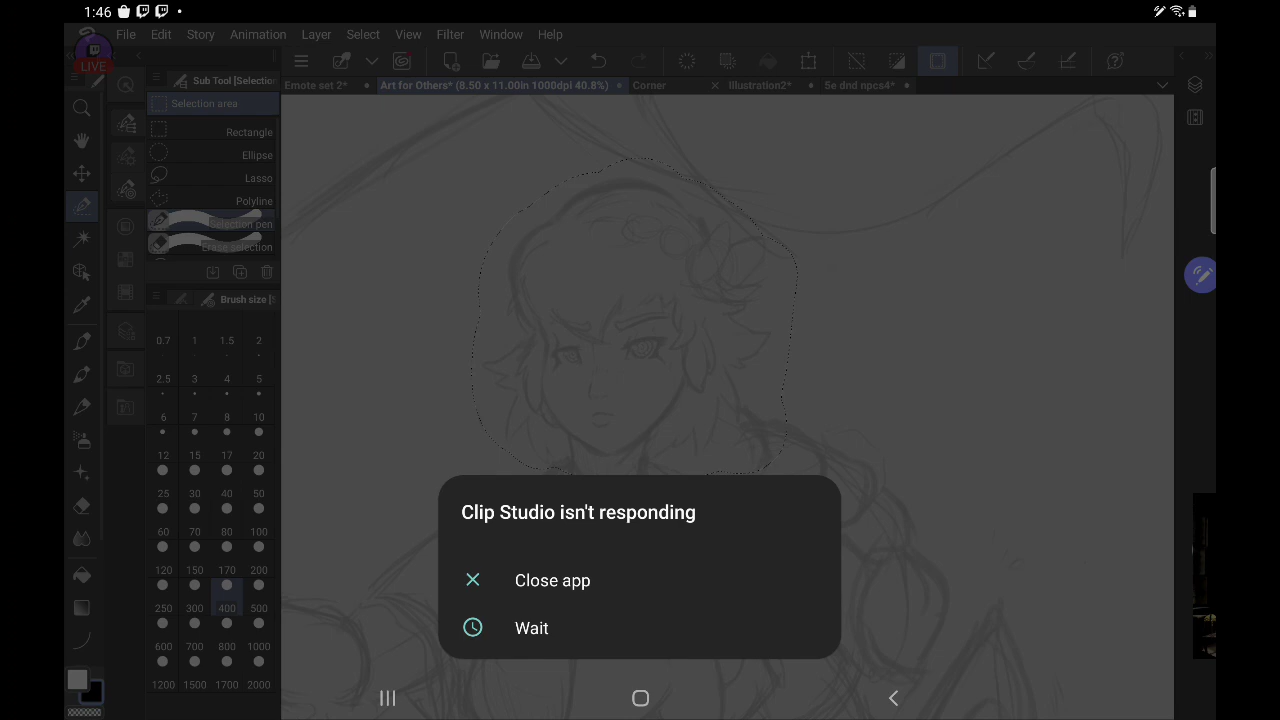 1:46
File Edit Story Animation Layer Select View Filter Window Help
LIVE
Sub Tool [Selection
Emote set 2* Art for Others* (8.50 x 11.00in 1000dpi 40.8%) Corner Illustration2* 5e dnd npcs4*
Selection area
Rectangle
Ellipse
Lasso
Polyline
Selection pen
Erase selection
Brush size [S
0.7 1 1.5 2
2.5 3 4 5
6 7 8 10
12 15 17 20
25 30 40 50
60 70 80 100
120 150 170 200
250 300 400 500
600 700 800 1000
1200 1500 1700 2000
Clip Studio isn't responding
Close app
Wait